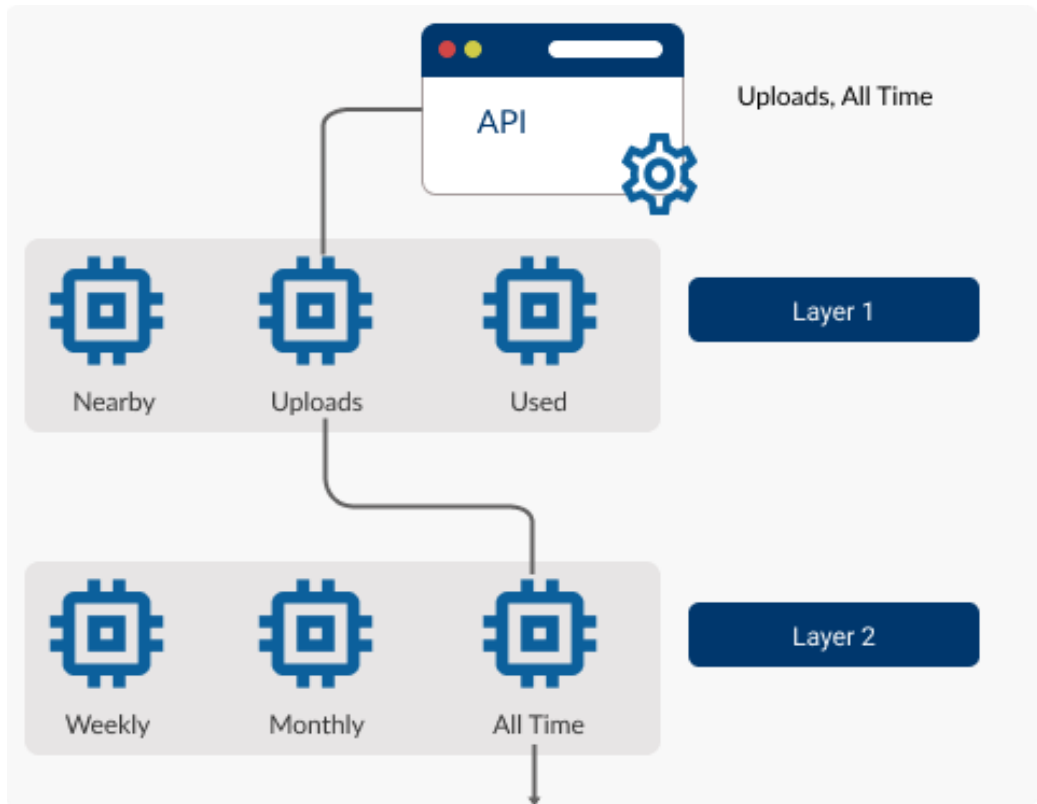 API
Uploads, All Time
Nearby
Uploads
Used
Layer 1
Weekly
Monthly
All Time
Layer 2